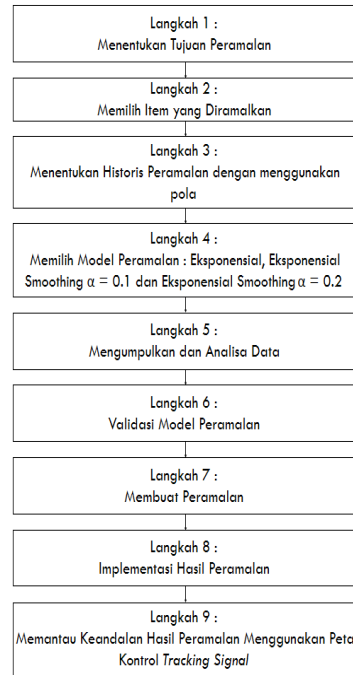 Langkah 1 :
Menentukan Tujuan Peramalan
Langkah 2 :
Memilih Item yang Diramalkan
Langkah 3 :
Menentukan Historis Peramalan dengan menggunakan
pola
Langkah 4 :
Memilih Model Peramalan : Eksponensial, Eksponensial
Smoothing α = 0.1 dan Eksponensial Smoothing α = 0.2
Langkah 5 :
Mengumpulkan dan Analisa Data
Langkah 6 :
Validasi Model Peramalan
Langkah 7 :
Membuat Peramalan
Langkah 8 :
Implementasi Hasil Peramalan
Langkah 9 :
Memantau Keandalan Hasil Peramalan Menggunakan Peta
Kontrol Tracking Signal